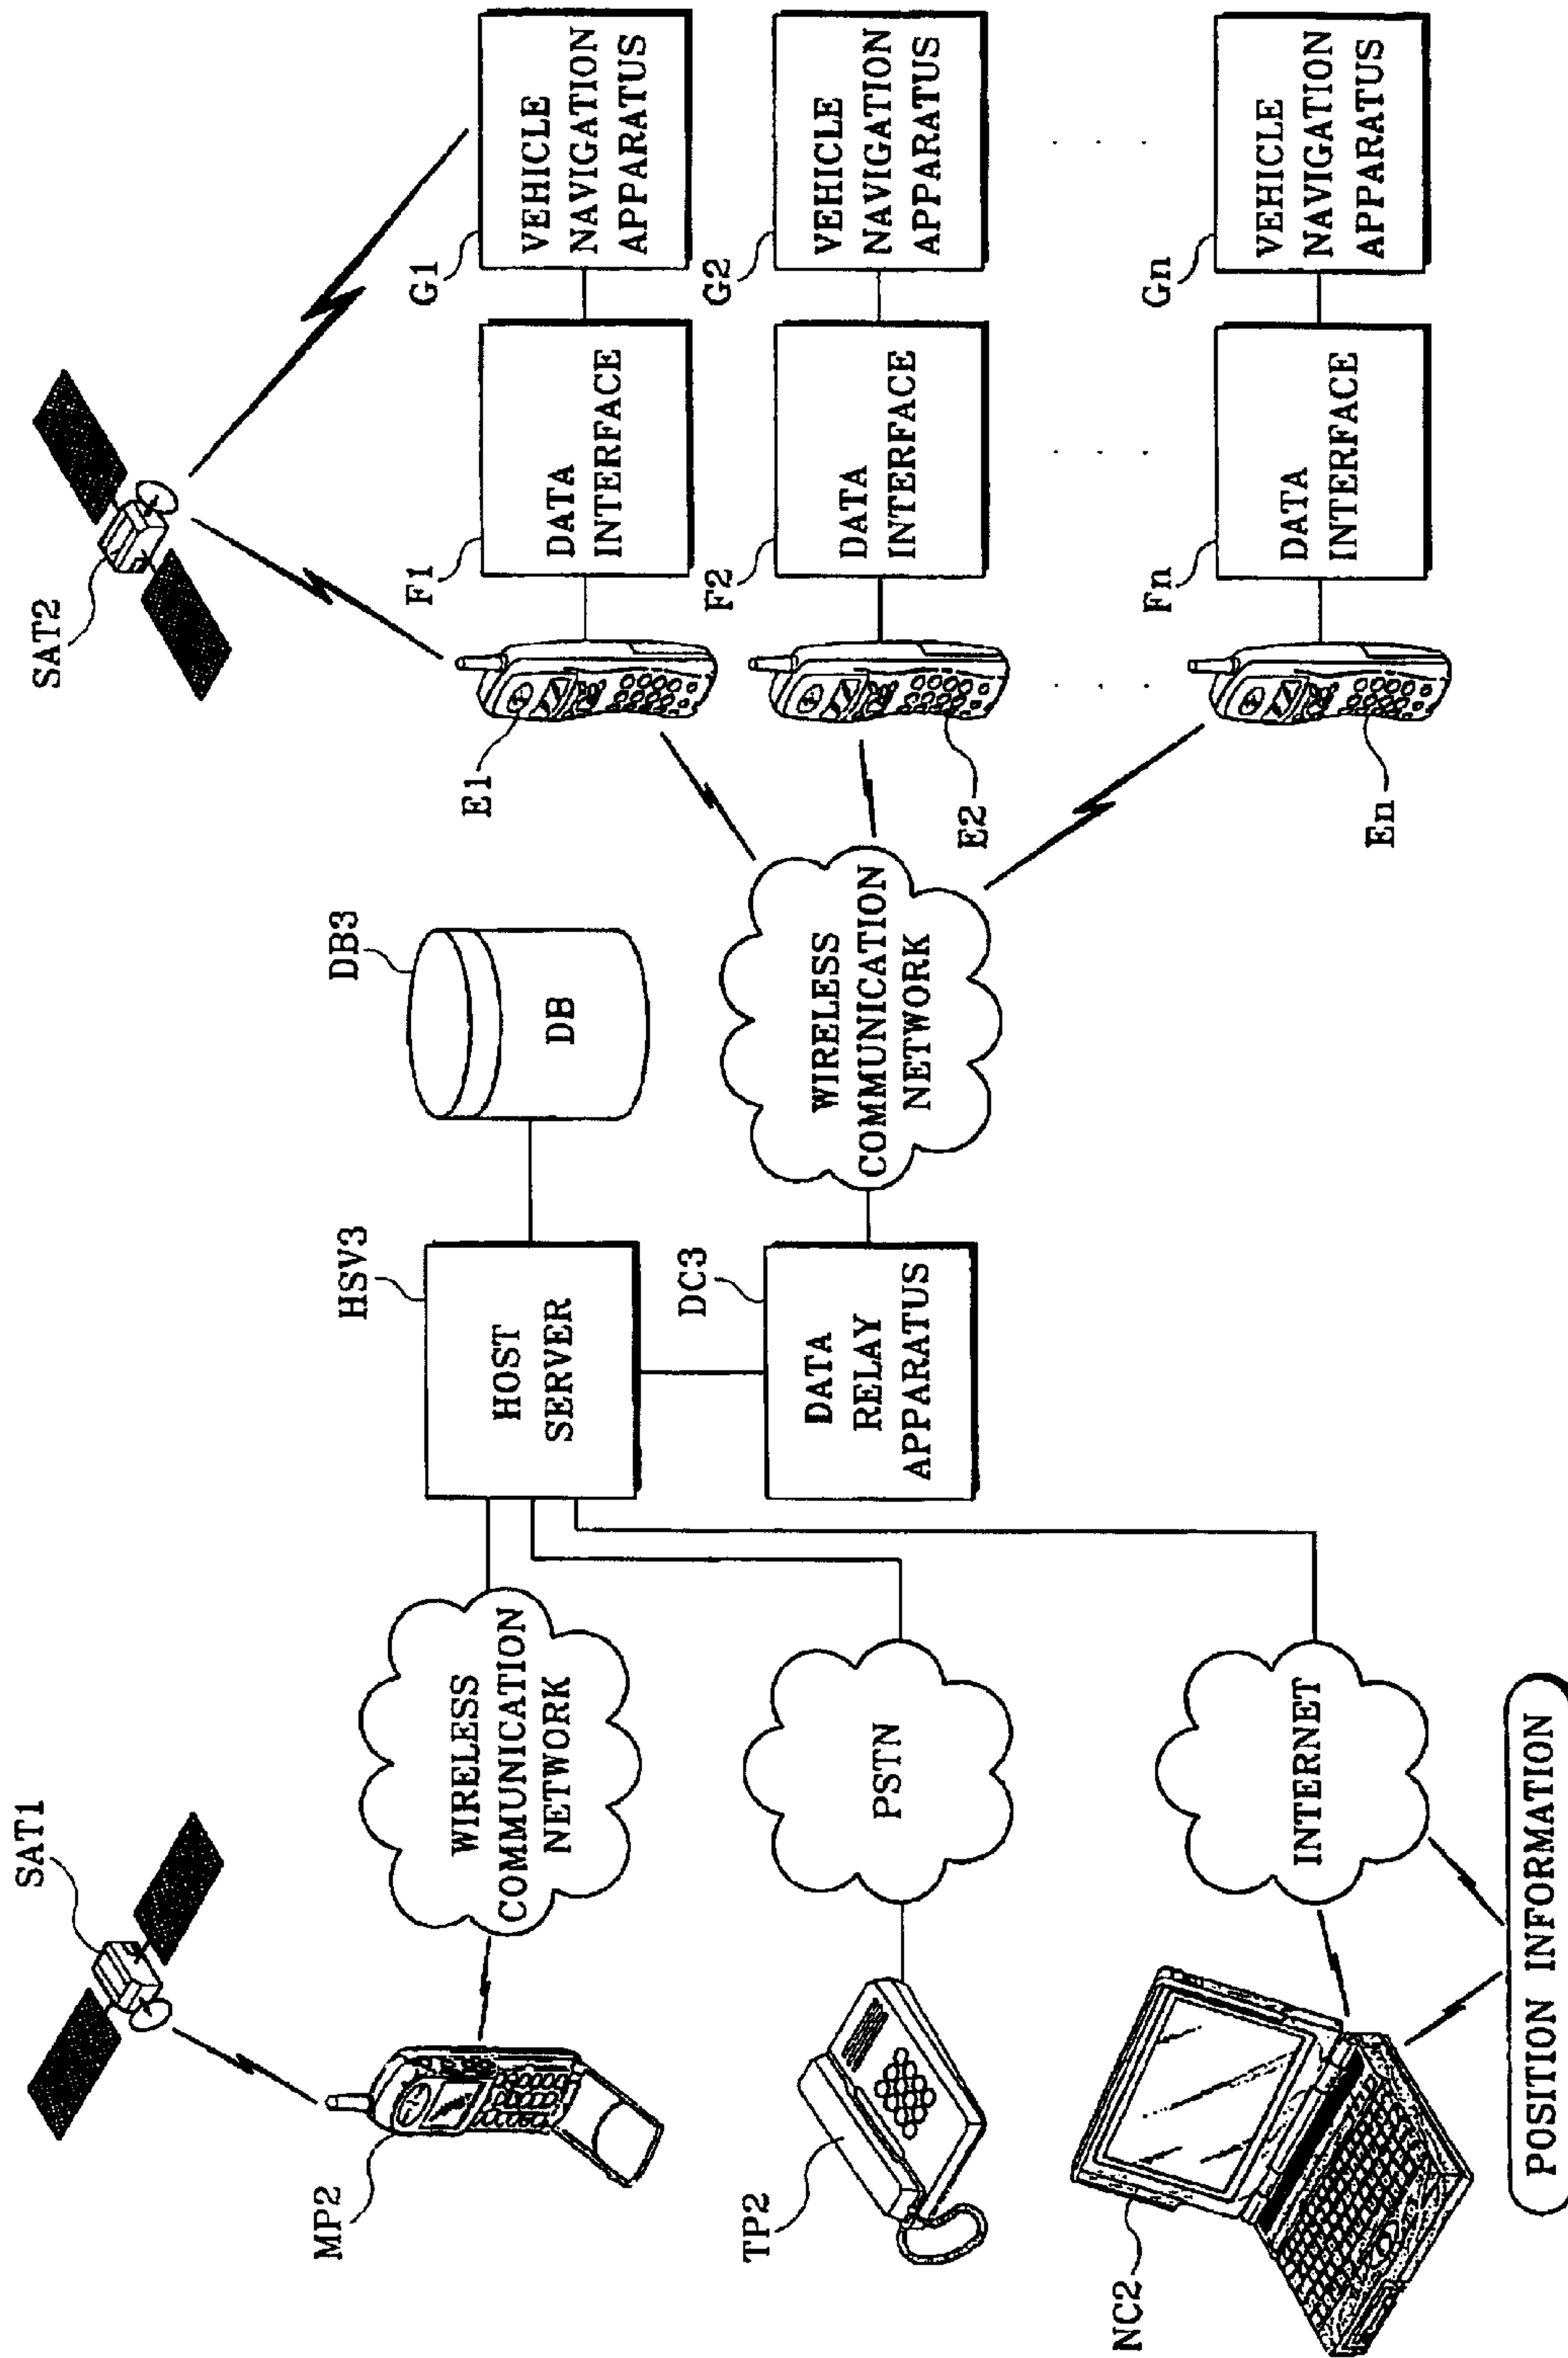 SAT1
SAT2
MP2
WIRELESS
COMMUNICATION
NETWORK
HSV3
HOST
SERVER
DB3
DB
E1
F1
DATA
INTERFACE
G1
VEHICLE
NAVIGATION
APPARATUS
TP2
PSTN
DC3
DATA
RELAY
APPARATUS
WIRELESS
COMMUNICATION
NETWORK
E2
F2
DATA
INTERFACE
G2
VEHICLE
NAVIGATION
APPARATUS
NC2
INTERNET
En
Fn
DATA
INTERFACE
Gn
VEHICLE
NAVIGATION
APPARATUS
POSITION INFORMATION